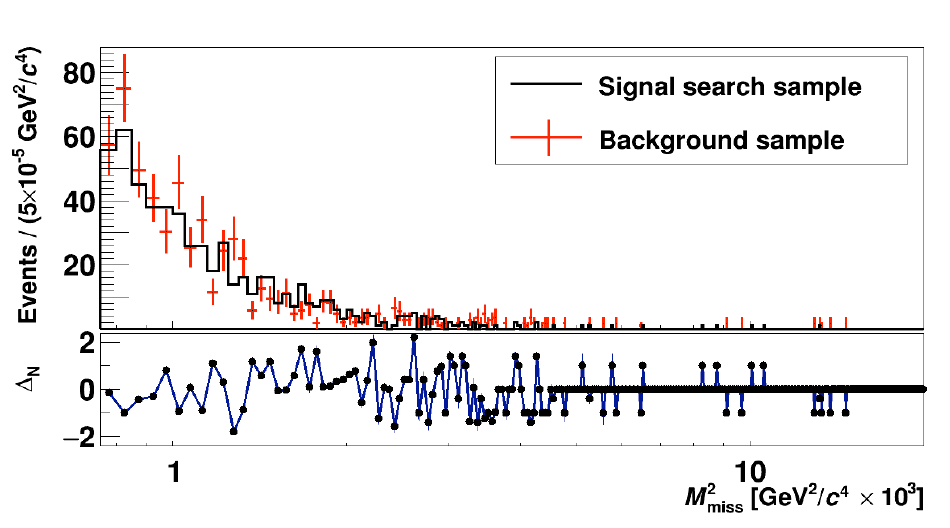 Events / (5×10⁻⁵ GeV²/c⁴)
80
60
40
20
Signal search sample
Background sample
Δ_N
2
0
−2
1
10
M²_miss [GeV²/c⁴ × 10³]